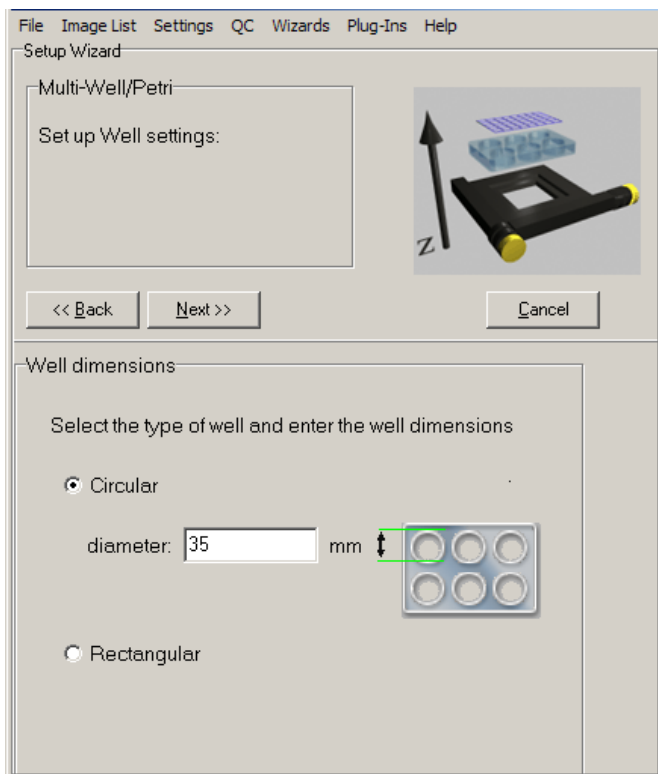 File Image List Settings QC Wizards Plug-Ins Help
Setup Wizard
Multi-Well/Petri
Set up Well settings:
Z
<< Back Next >> Cancel
Well dimensions
Select the type of well and enter the well dimensions
Circular
diameter: 35 mm
Rectangular